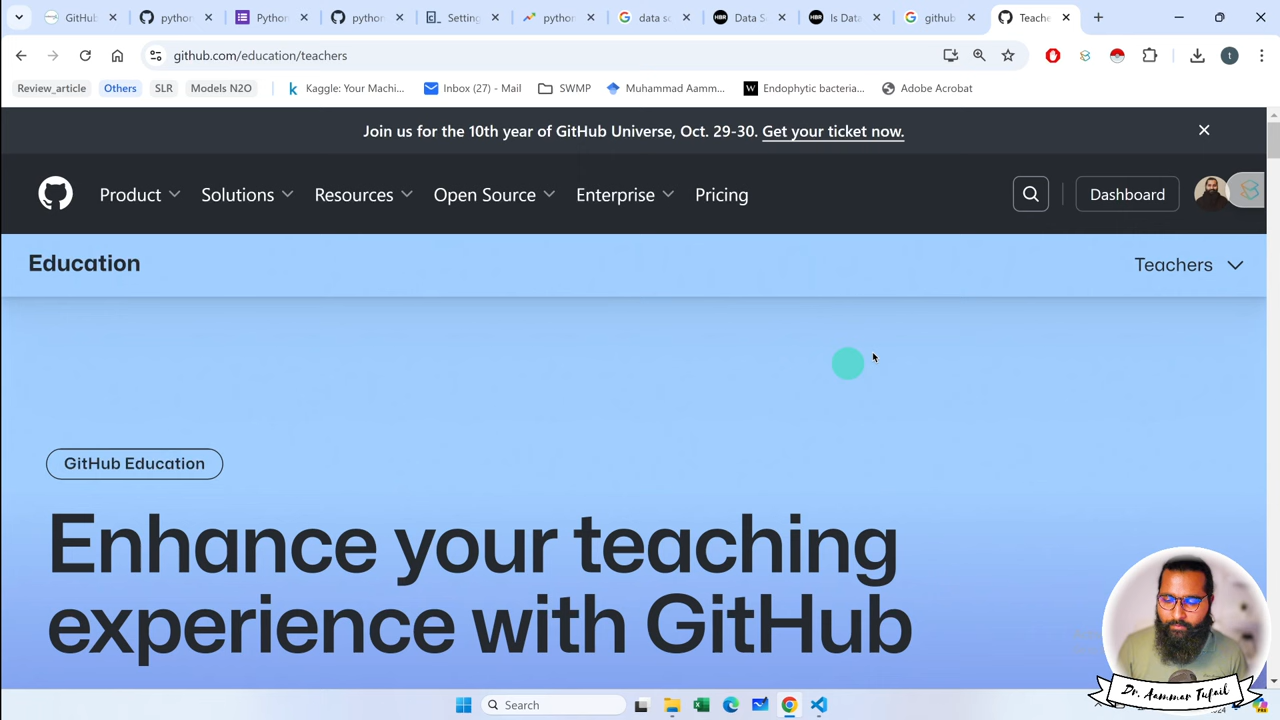 GitHub
python
Python
python
Setting
python
data sc
Data S
Is Data
github
Teache
github.com/education/teachers
Review_article
Others
SLR
Models N2O
Kaggle: Your Machi...
Inbox (27) - Mail
SWMP
Muhammad Aamm...
Endophytic bacteria...
Adobe Acrobat
Join us for the 10th year of GitHub Universe, Oct. 29-30. Get your ticket now.
Product
Solutions
Resources
Open Source
Enterprise
Pricing
Dashboard
Education
Teachers
GitHub Education
Enhance your teaching
experience with GitHub
Dr. Aammar Tufail
Search